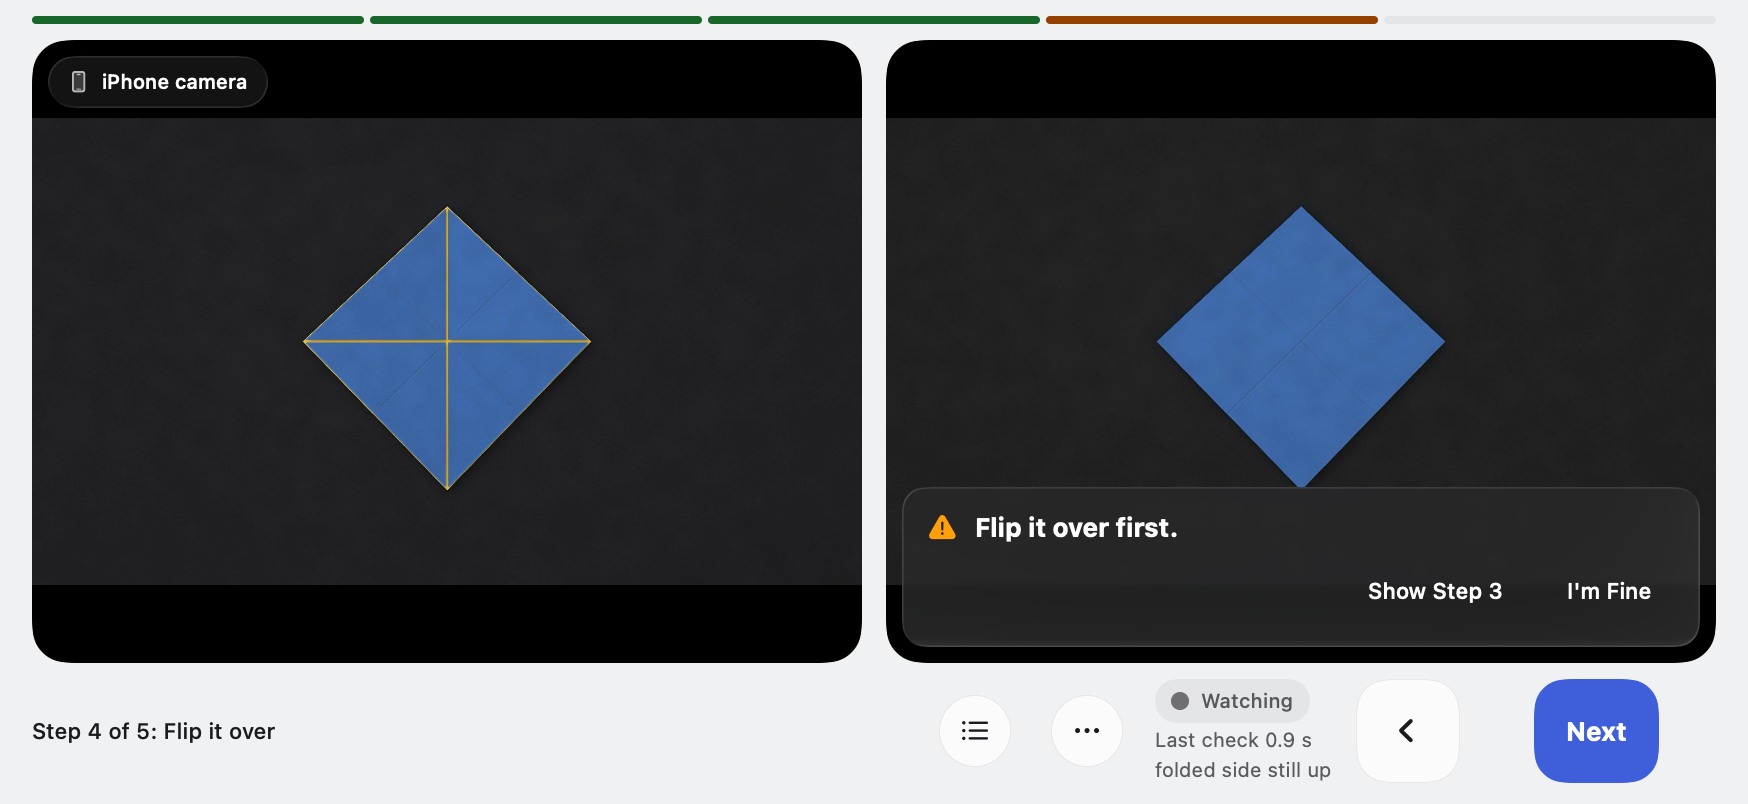 iPhone camera
Flip it over first.
Show Step 3
I'm Fine
Step 4 of 5: Flip it over
Watching
Last check 0.9 s
folded side still up
Next